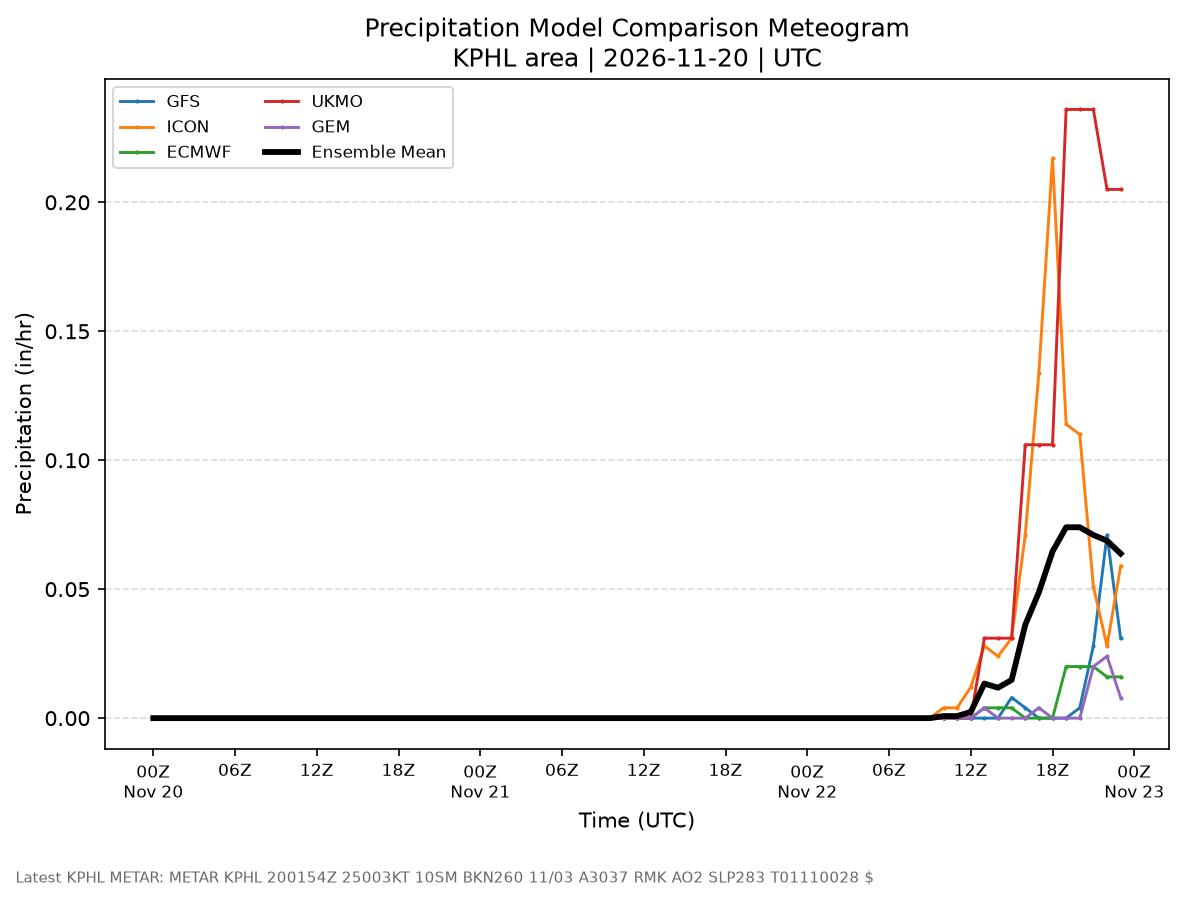 Precipitation Model Comparison Meteogram
KPHL area | 2026-11-20 | UTC
GFS
ICON
ECMWF
UKMO
GEM
Ensemble Mean
Precipitation (in/hr)
0.20
0.15
0.10
0.05
0.00
00Z 06Z 12Z 18Z 00Z 06Z 12Z 18Z 00Z 06Z 12Z 18Z 00Z
Nov 20 Nov 21 Nov 22 Nov 23
Time (UTC)
Latest KPHL METAR: METAR KPHL 200154Z 25003KT 10SM BKN260 11/03 A3037 RMK AO2 SLP283 T01110028 $